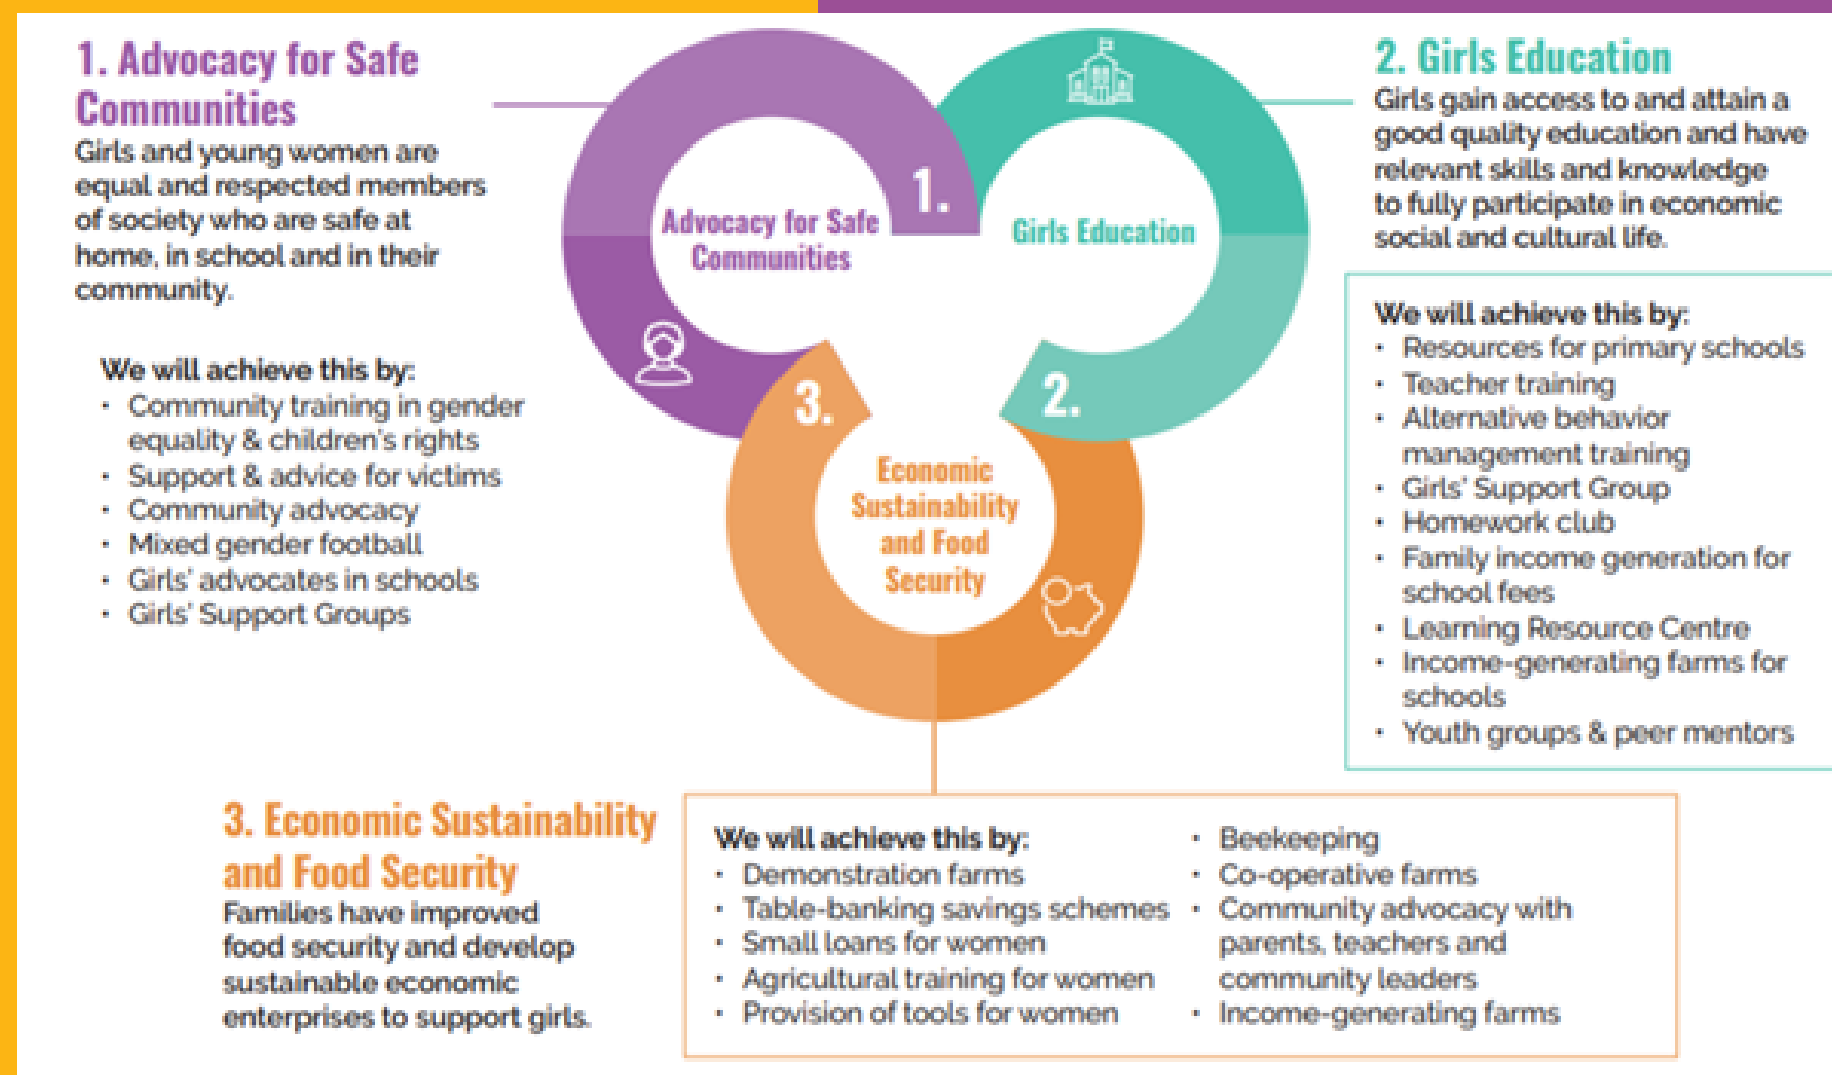 1. Advocacy for Safe
Communities
Girls and young women are
equal and respected members
of society who are safe at
home, in school and in their
community.
We will achieve this by:
• Community training in gender
equality & children's rights
• Support & advice for victims
• Community advocacy
• Mixed gender football
• Girls' advocates in schools
• Girls' Support Groups
1.
Advocacy for Safe
Communities
Girls Education
2.
3.
Economic
Sustainability
and Food
Security
2. Girls Education
Girls gain access to and attain a
good quality education and have
relevant skills and knowledge
to fully participate in economic
social and cultural life.
We will achieve this by:
• Resources for primary schools
• Teacher training
• Alternative behavior
management training
• Girls' Support Group
• Homework club
• Family income generation for
school fees
• Learning Resource Centre
• Income-generating farms for
schools
• Youth groups & peer mentors
3. Economic Sustainability
and Food Security
Families have improved
food security and develop
sustainable economic
enterprises to support girls.
We will achieve this by:
• Demonstration farms
• Table-banking savings schemes
• Small loans for women
• Agricultural training for women
• Provision of tools for women
• Beekeeping
• Co-operative farms
• Community advocacy with
parents, teachers and
community leaders
• Income-generating farms